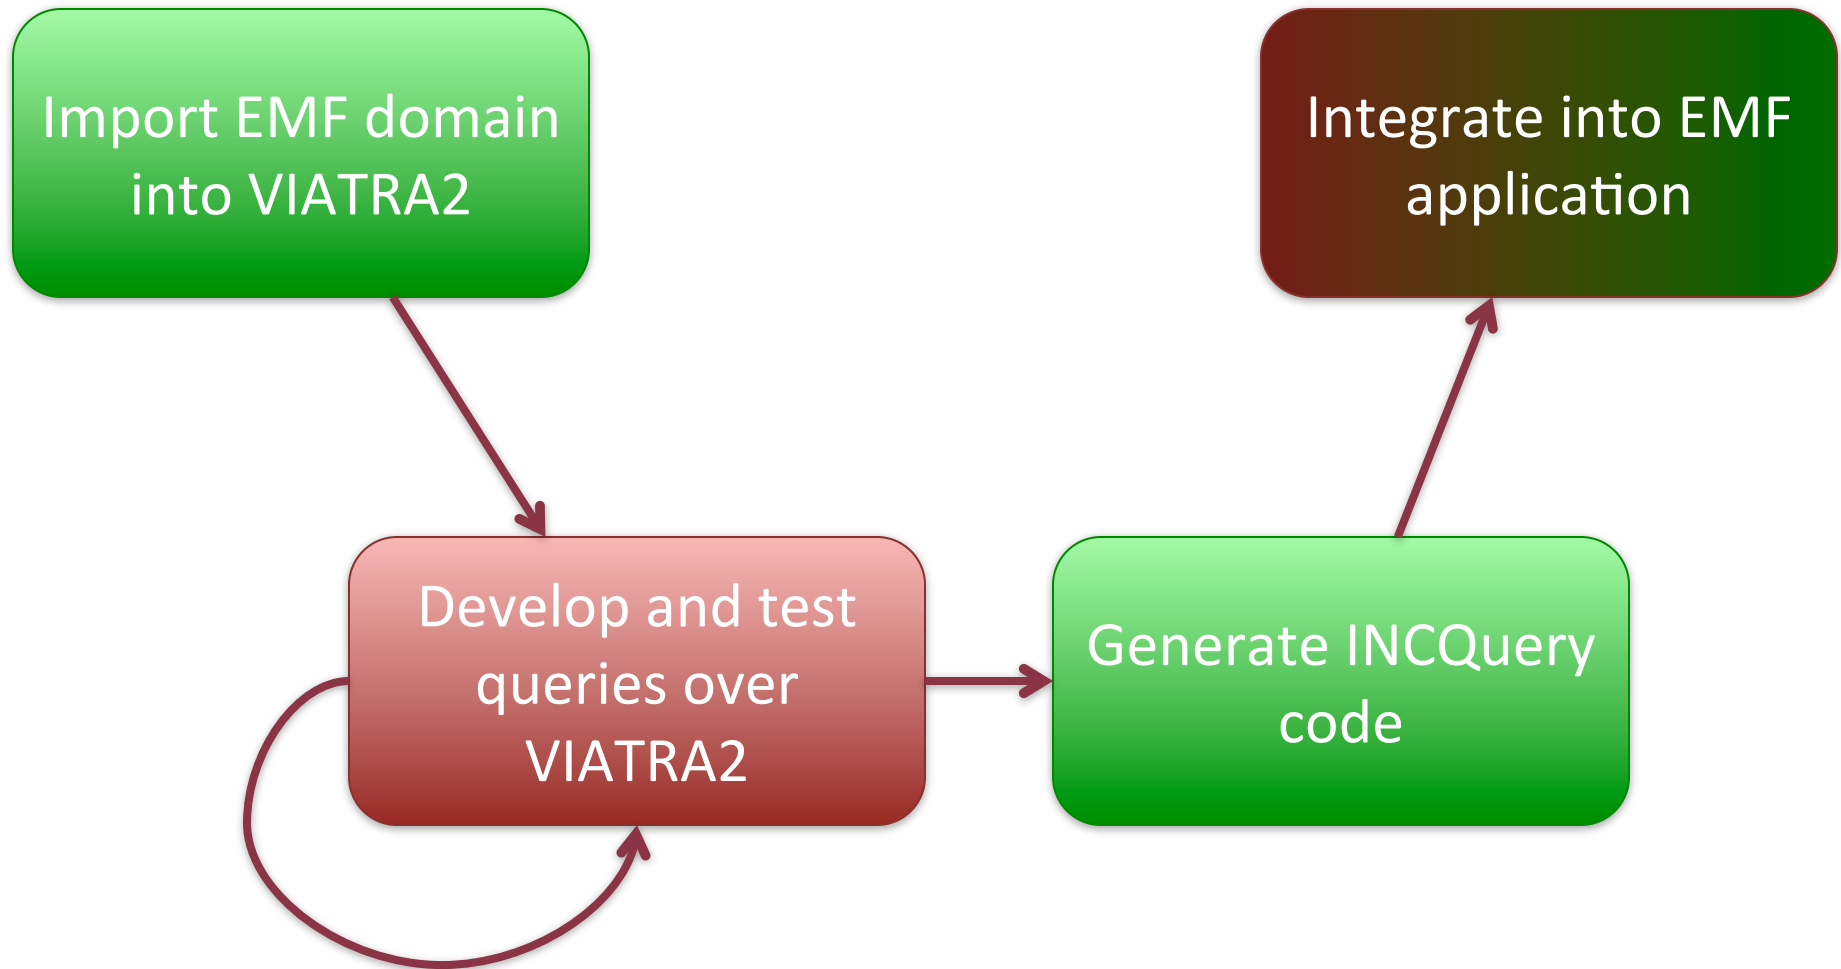 Import EMF domain
into VIATRA2
Integrate into EMF
application
Develop and test
queries over
VIATRA2
Generate INCQuery
code